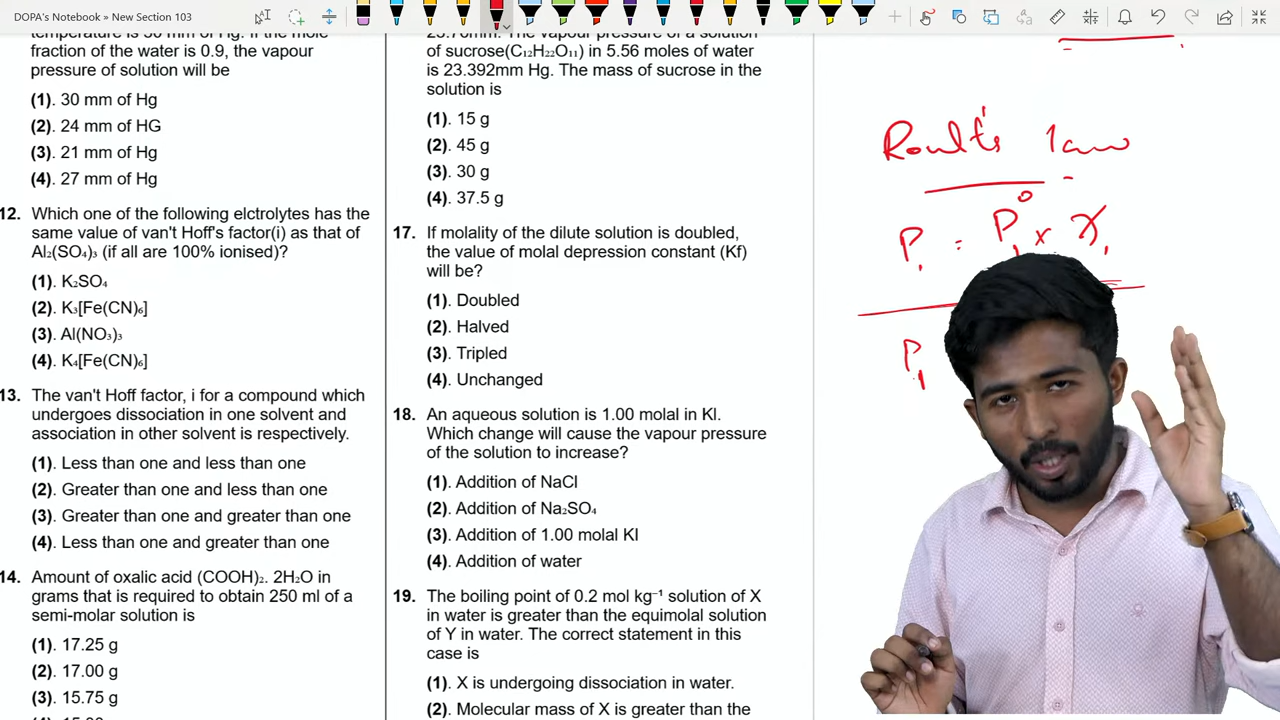 DOPA's Notebook » New Section 103
temperature is 30 mm of Hg. If the mole
fraction of the water is 0.9, the vapour
pressure of solution will be
(1). 30 mm of Hg
(2). 24 mm of HG
(3). 21 mm of Hg
(4). 27 mm of Hg
12. Which one of the following elctrolytes has the
same value of van't Hoff's factor(i) as that of
Al₂(SO₄)₃ (if all are 100% ionised)?
(1). K₂SO₄
(2). K₃[Fe(CN)₆]
(3). Al(NO₃)₃
(4). K₄[Fe(CN)₆]
13. The van't Hoff factor, i for a compound which
undergoes dissociation in one solvent and
association in other solvent is respectively.
(1). Less than one and less than one
(2). Greater than one and less than one
(3). Greater than one and greater than one
(4). Less than one and greater than one
14. Amount of oxalic acid (COOH)₂. 2H₂O in
grams that is required to obtain 250 ml of a
semi-molar solution is
(1). 17.25 g
(2). 17.00 g
(3). 15.75 g
23.76mm. The vapour pressure of a solution
of sucrose(C₁₂H₂₂O₁₁) in 5.56 moles of water
is 23.392mm Hg. The mass of sucrose in the
solution is
(1). 15 g
(2). 45 g
(3). 30 g
(4). 37.5 g
17. If molality of the dilute solution is doubled,
the value of molal depression constant (Kf)
will be?
(1). Doubled
(2). Halved
(3). Tripled
(4). Unchanged
18. An aqueous solution is 1.00 molal in KI.
Which change will cause the vapour pressure
of the solution to increase?
(1). Addition of NaCl
(2). Addition of Na₂SO₄
(3). Addition of 1.00 molal KI
(4). Addition of water
19. The boiling point of 0.2 mol kg⁻¹ solution of X
in water is greater than the equimolal solution
of Y in water. The correct statement in this
case is
(1). X is undergoing dissociation in water.
(2). Molecular mass of X is greater than the
Roult's law
P₁ = P₁⁰ x X₁
P₁